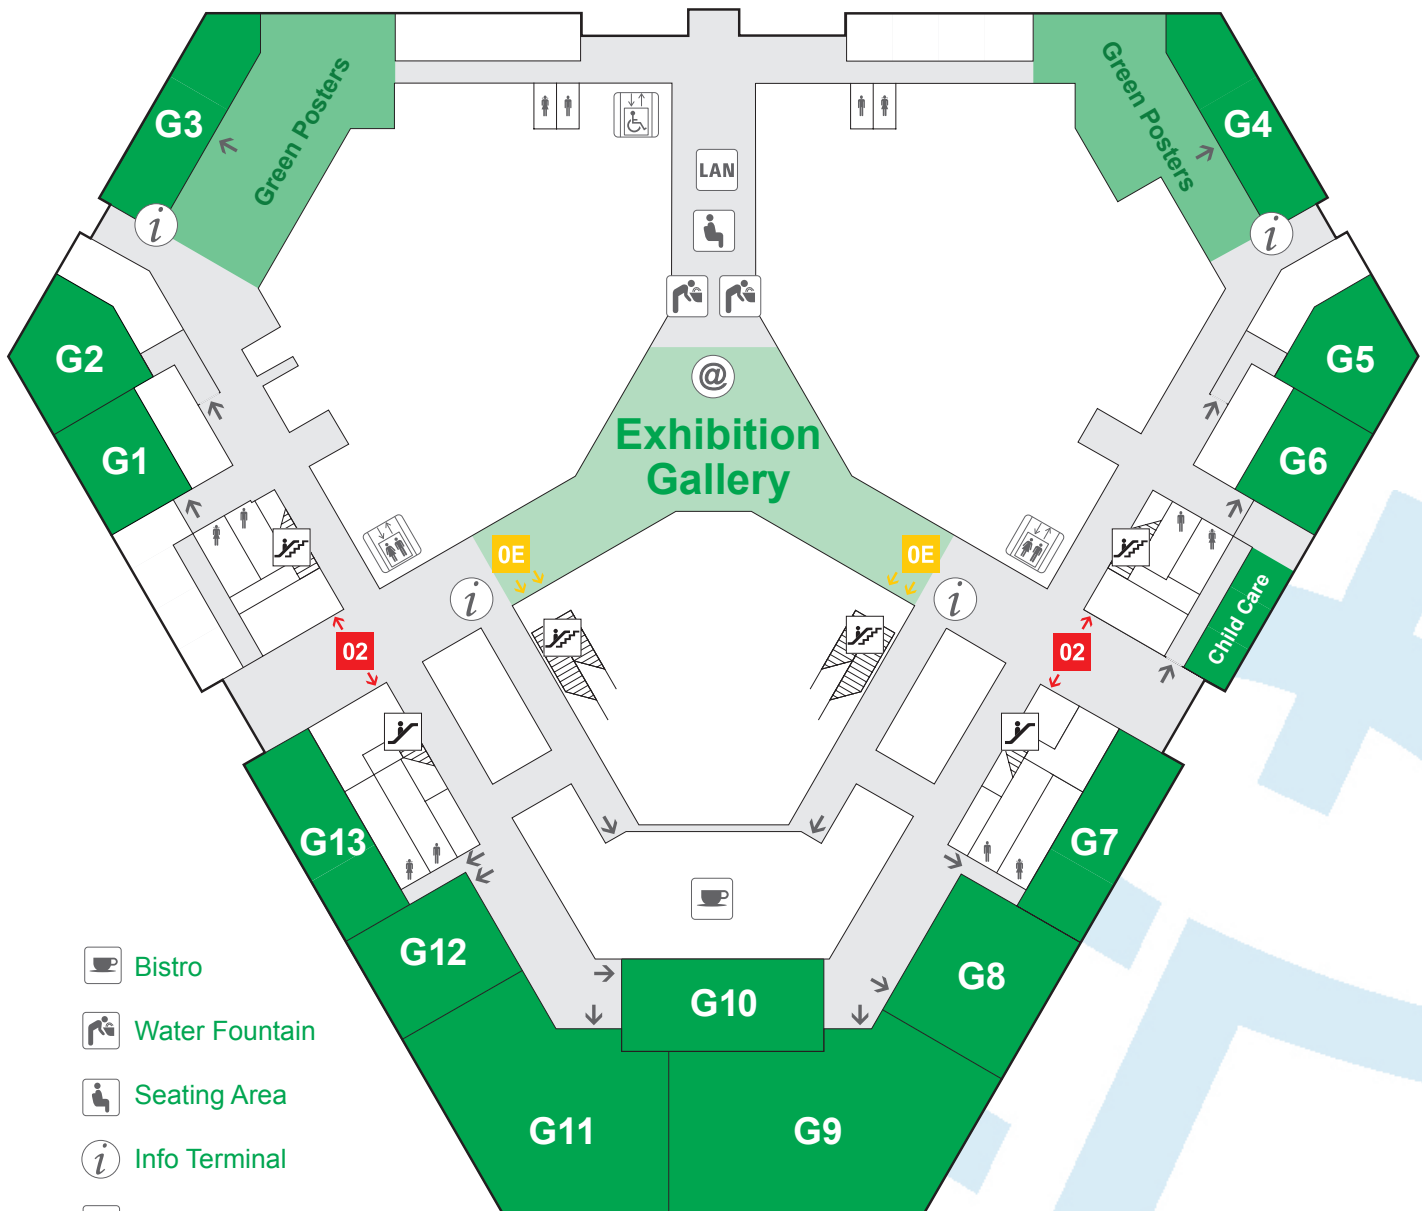 Green Posters
Green Posters
G3
G4
LAN
i
i
G2
G5
@
Exhibition
Gallery
G1
G6
0E
0E
i
i
Child Care
02
02
G13
G7
G12
G8
G10
G11
G9
Bistro
Water Fountain
Seating Area
i Info Terminal